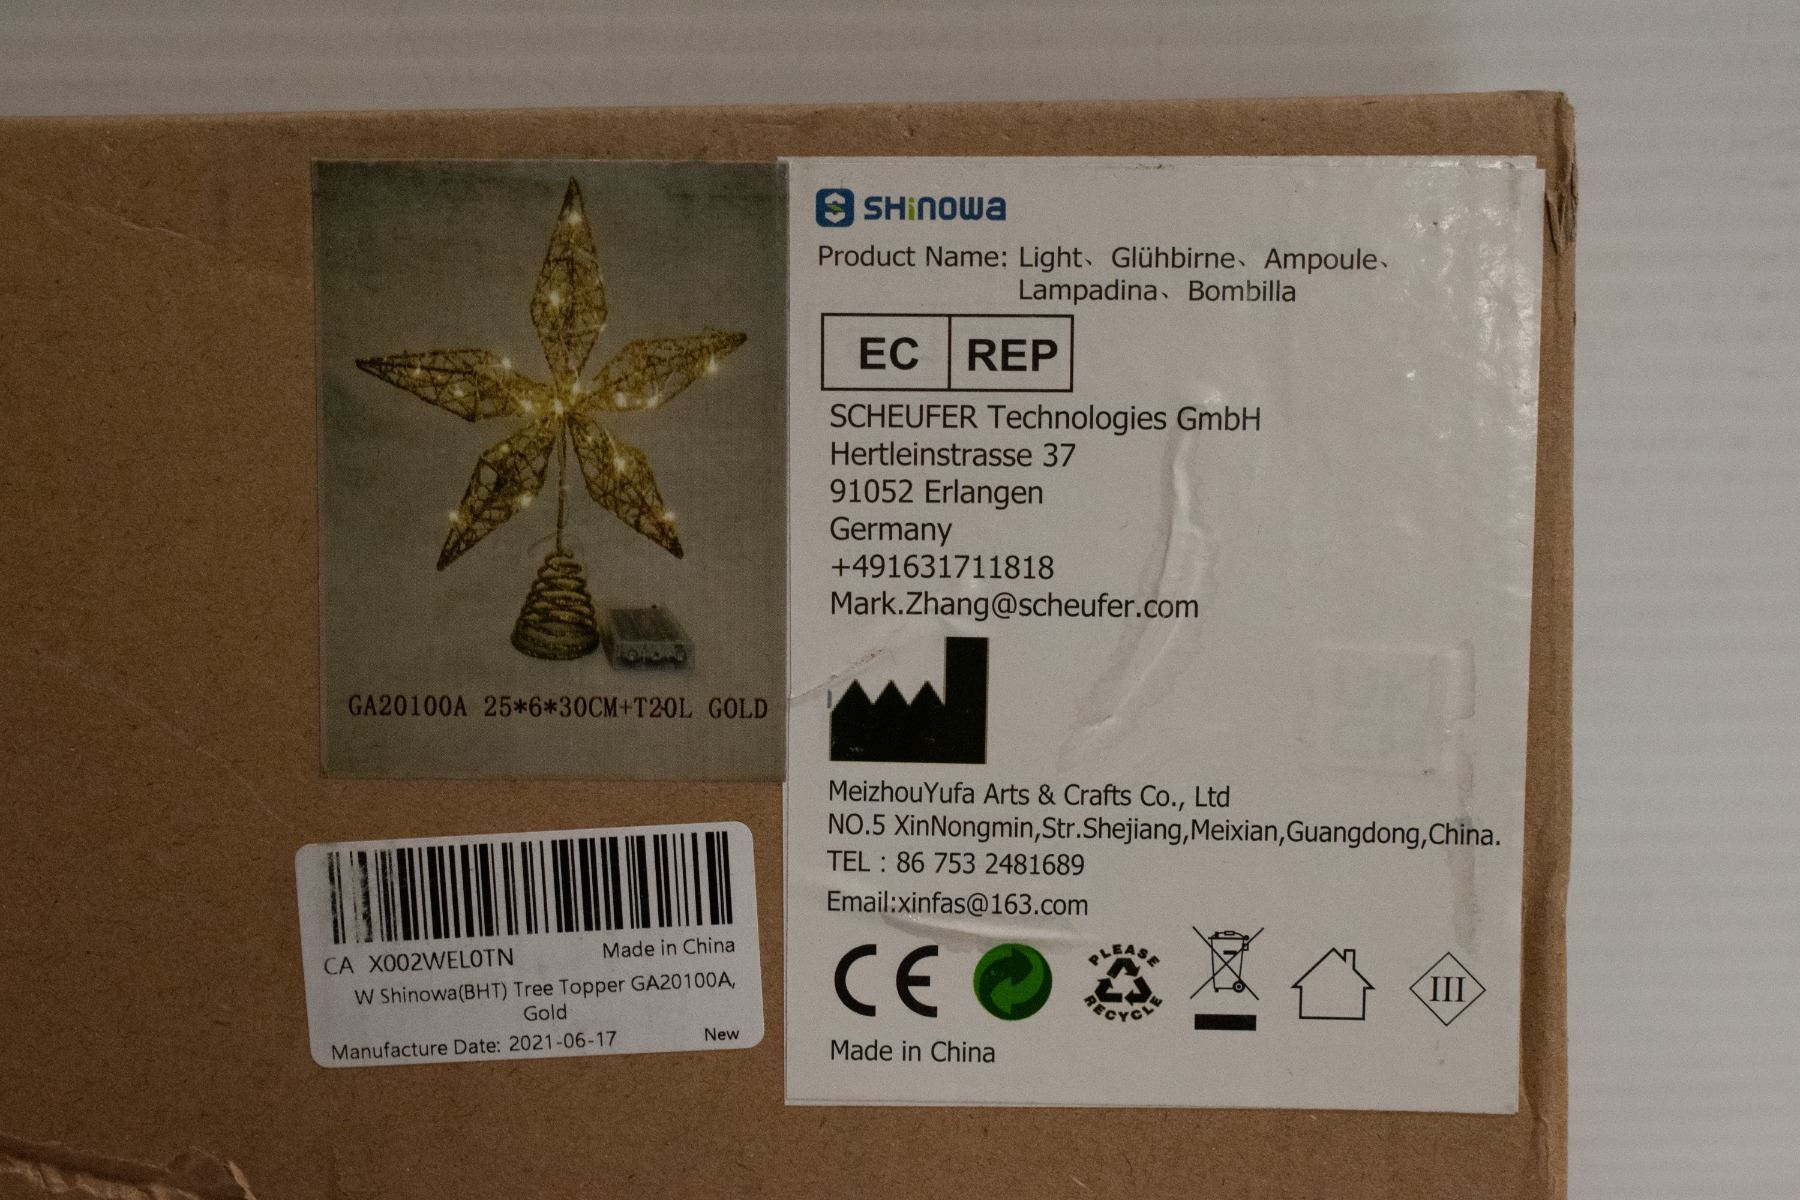 SHiNOWa
Product Name: Light、 Glühbirne、 Ampoule、
Lampadina、 Bombilla
EC REP
SCHEUFER Technologies GmbH
Hertleinstrasse 37
91052 Erlangen
Germany
+491631711818
Mark.Zhang@scheufer.com
GA20100A 25*6*30CM+T20L GOLD
MeizhouYufa Arts & Crafts Co., Ltd
NO.5 XinNongmin,Str.Shejiang,Meixian,Guangdong,China.
TEL : 86 753 2481689
Email:xinfas@163.com
CE
PLEASE
RECYCLE
III
Made in China
CA X002WEL0TN
Made in China
W Shinowa(BHT) Tree Topper GA20100A,
Gold
Manufacture Date: 2021-06-17
New